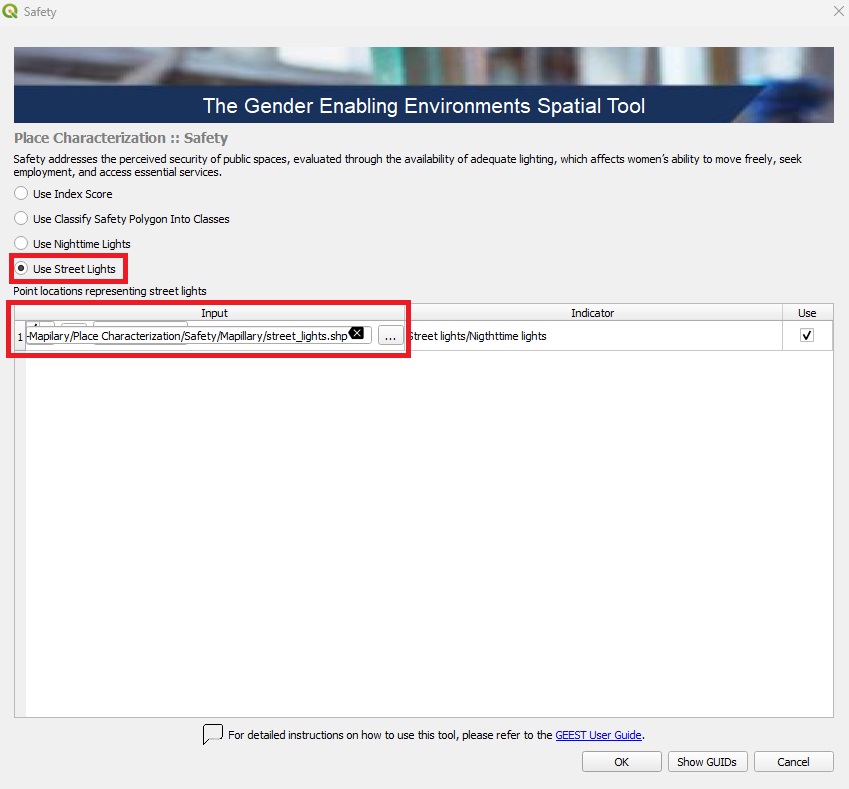 Safety
The Gender Enabling Environments Spatial Tool
Place Characterization :: Safety
Safety addresses the perceived security of public spaces, evaluated through the availability of adequate lighting, which affects women's ability to move freely, seek
employment, and access essential services.
Use Index Score
Use Classify Safety Polygon Into Classes
Use Nighttime Lights
Use Street Lights
Point locations representing street lights
Input Indicator Use
1 -Mapilary/Place Characterization/Safety/Mapillary/street_lights.shp ... Street lights/Nigthttime lights
For detailed instructions on how to use this tool, please refer to the GEEST User Guide.
OK Show GUIDs Cancel